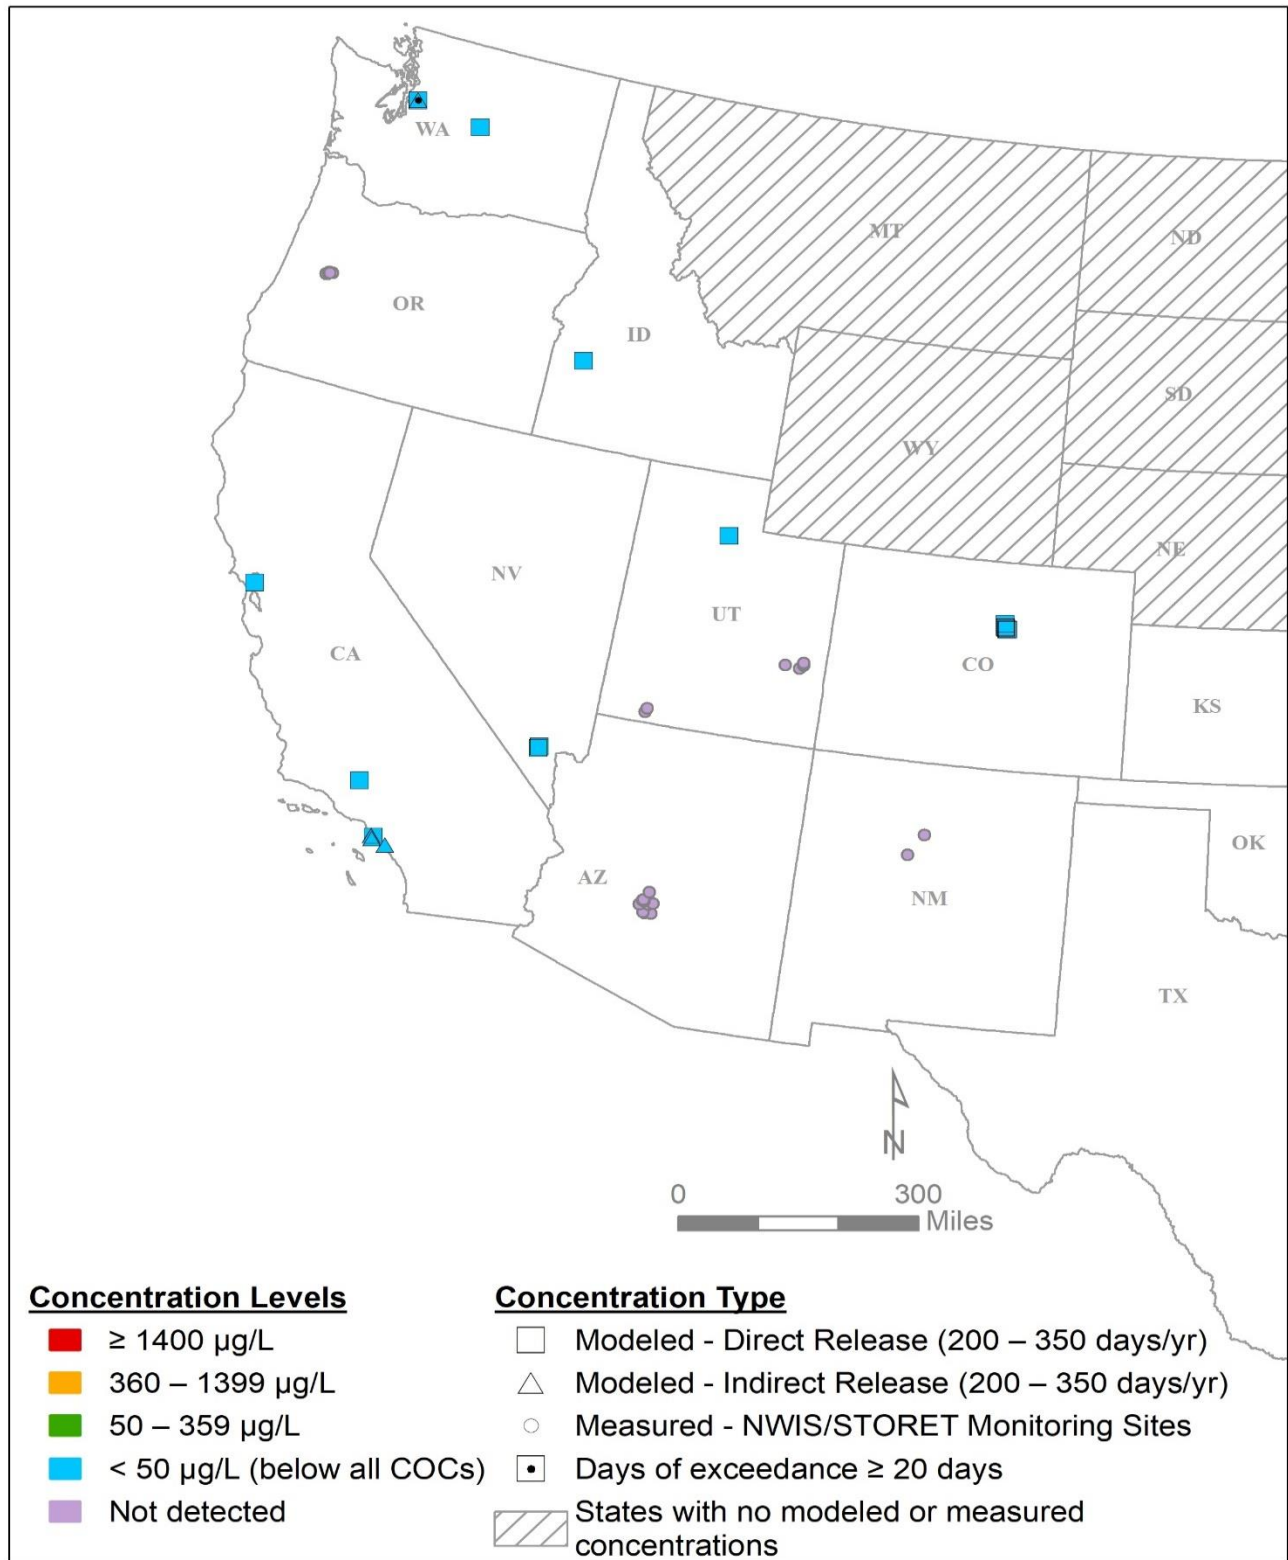 WA
MT
ND
OR
ID
SD
WY
NE
NV
UT
CA
CO
KS
OK
AZ
NM
TX
N
0 300
Miles
Concentration Levels
≥ 1400 µg/L
360 – 1399 µg/L
50 – 359 µg/L
< 50 µg/L (below all COCs)
Not detected
Concentration Type
Modeled - Direct Release (200 – 350 days/yr)
Modeled - Indirect Release (200 – 350 days/yr)
Measured - NWIS/STORET Monitoring Sites
Days of exceedance ≥ 20 days
States with no modeled or measured
concentrations